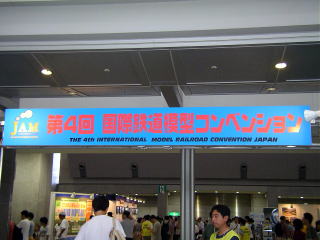 JAM
第4回 国際鉄道模型コンベンション
THE 4th INTERNATIONAL MODEL RAILROAD CONVENTION JAPAN